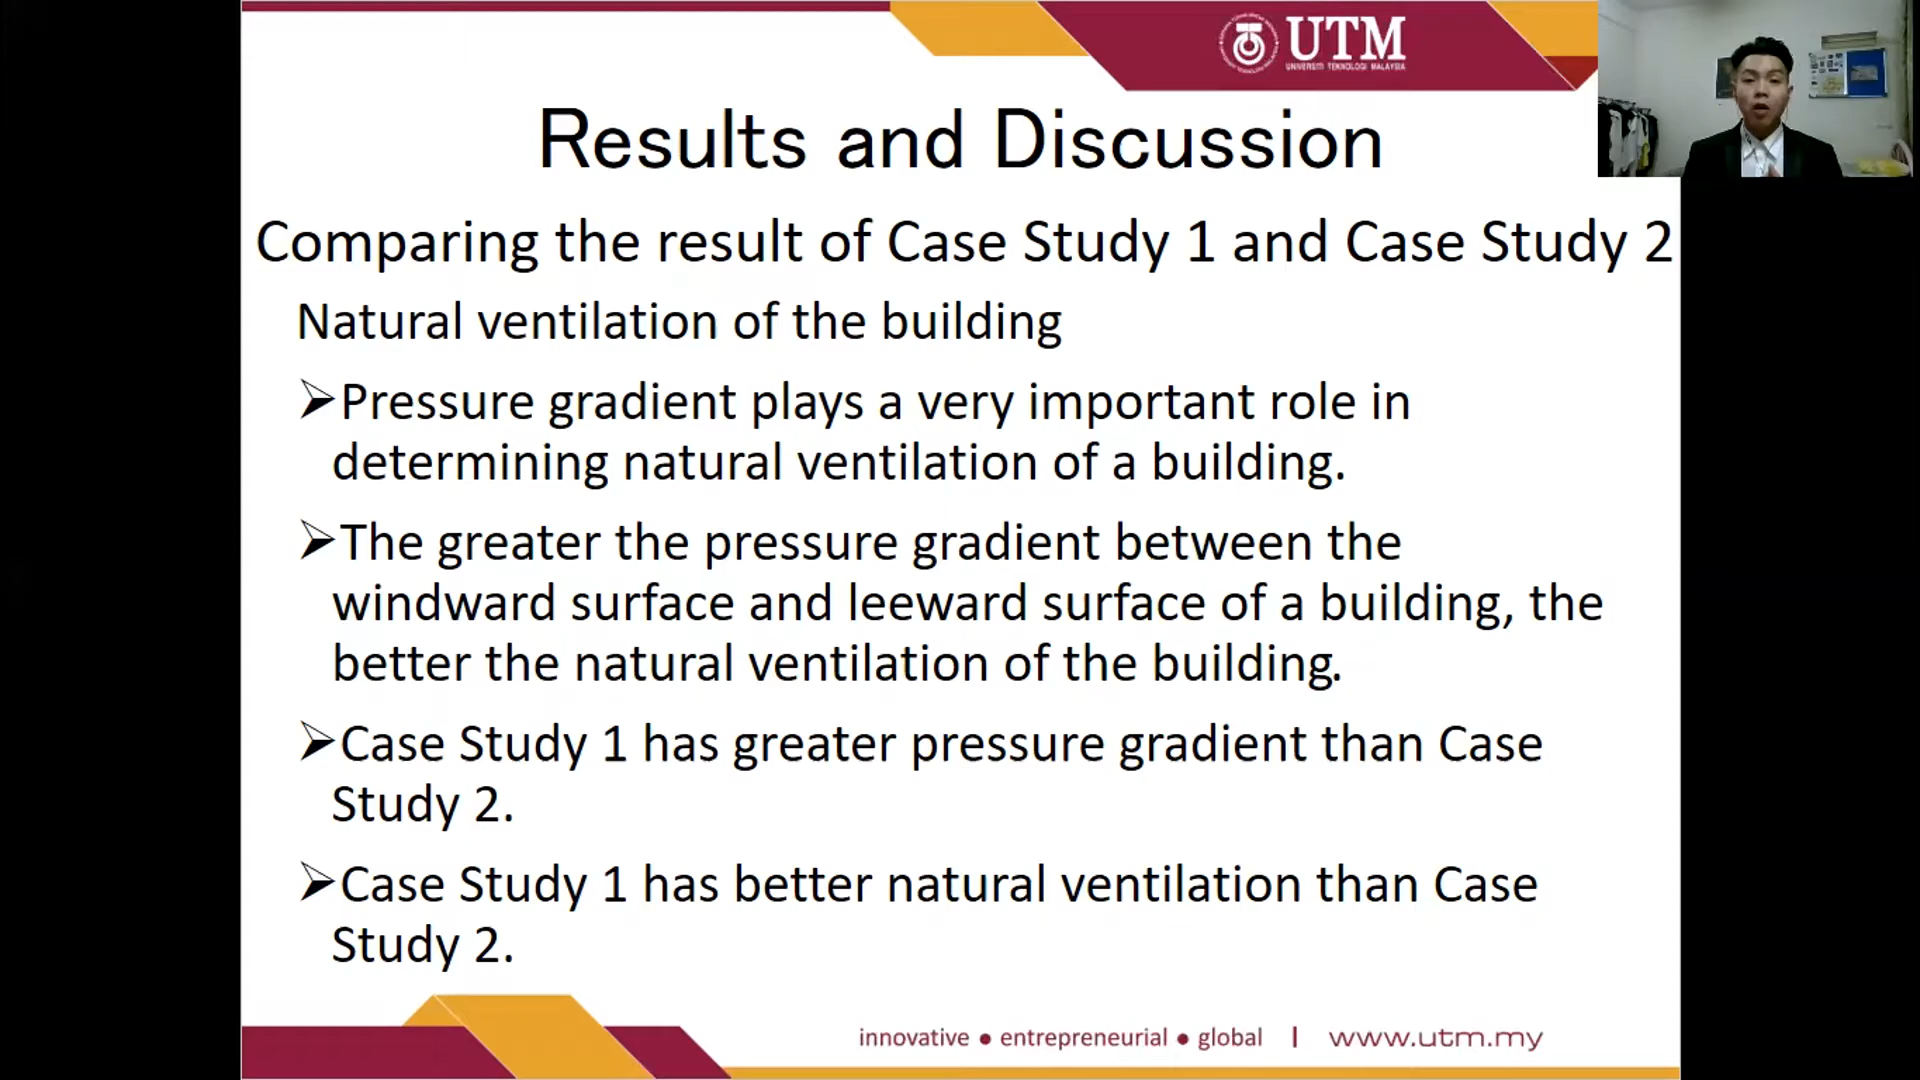 UTM
UNIVERSITI TEKNOLOGI MALAYSIA
Results and Discussion
Comparing the result of Case Study 1 and Case Study 2
Natural ventilation of the building
➢Pressure gradient plays a very important role in
determining natural ventilation of a building.
➢The greater the pressure gradient between the
windward surface and leeward surface of a building, the
better the natural ventilation of the building.
➢Case Study 1 has greater pressure gradient than Case
Study 2.
➢Case Study 1 has better natural ventilation than Case
Study 2.
innovative ● entrepreneurial ● global | www.utm.my